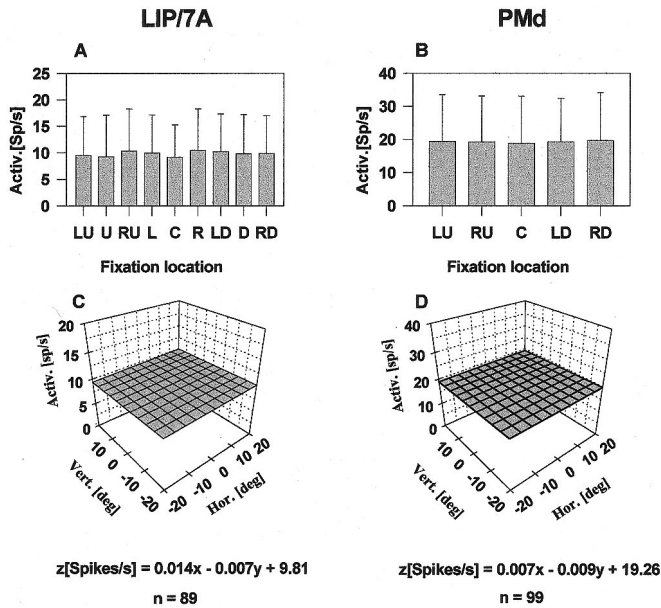 LIP/7A PMd
A B
Activ.[Sp/s] 25 20 15 10 5 0
LU U RU L C R LD D RD
Fixation location
Activ.[Sp/s] 40 30 20 10 0
LU RU C LD RD
Fixation location
C
Activ. [sp/s] 20 15 10 5 0
Vert. [deg] 10 0 -10 -20
Hor. [deg] -20 -10 0 10 20
z[Spikes/s] = 0.014x - 0.007y + 9.81
n = 89
D
Activ. [sp/s] 40 30 20 10 0
Vert. [deg] 10 0 -10 -20
Hor. [deg] -20 -10 0 10 20
z[Spikes/s] = 0.007x - 0.009y + 19.26
n = 99